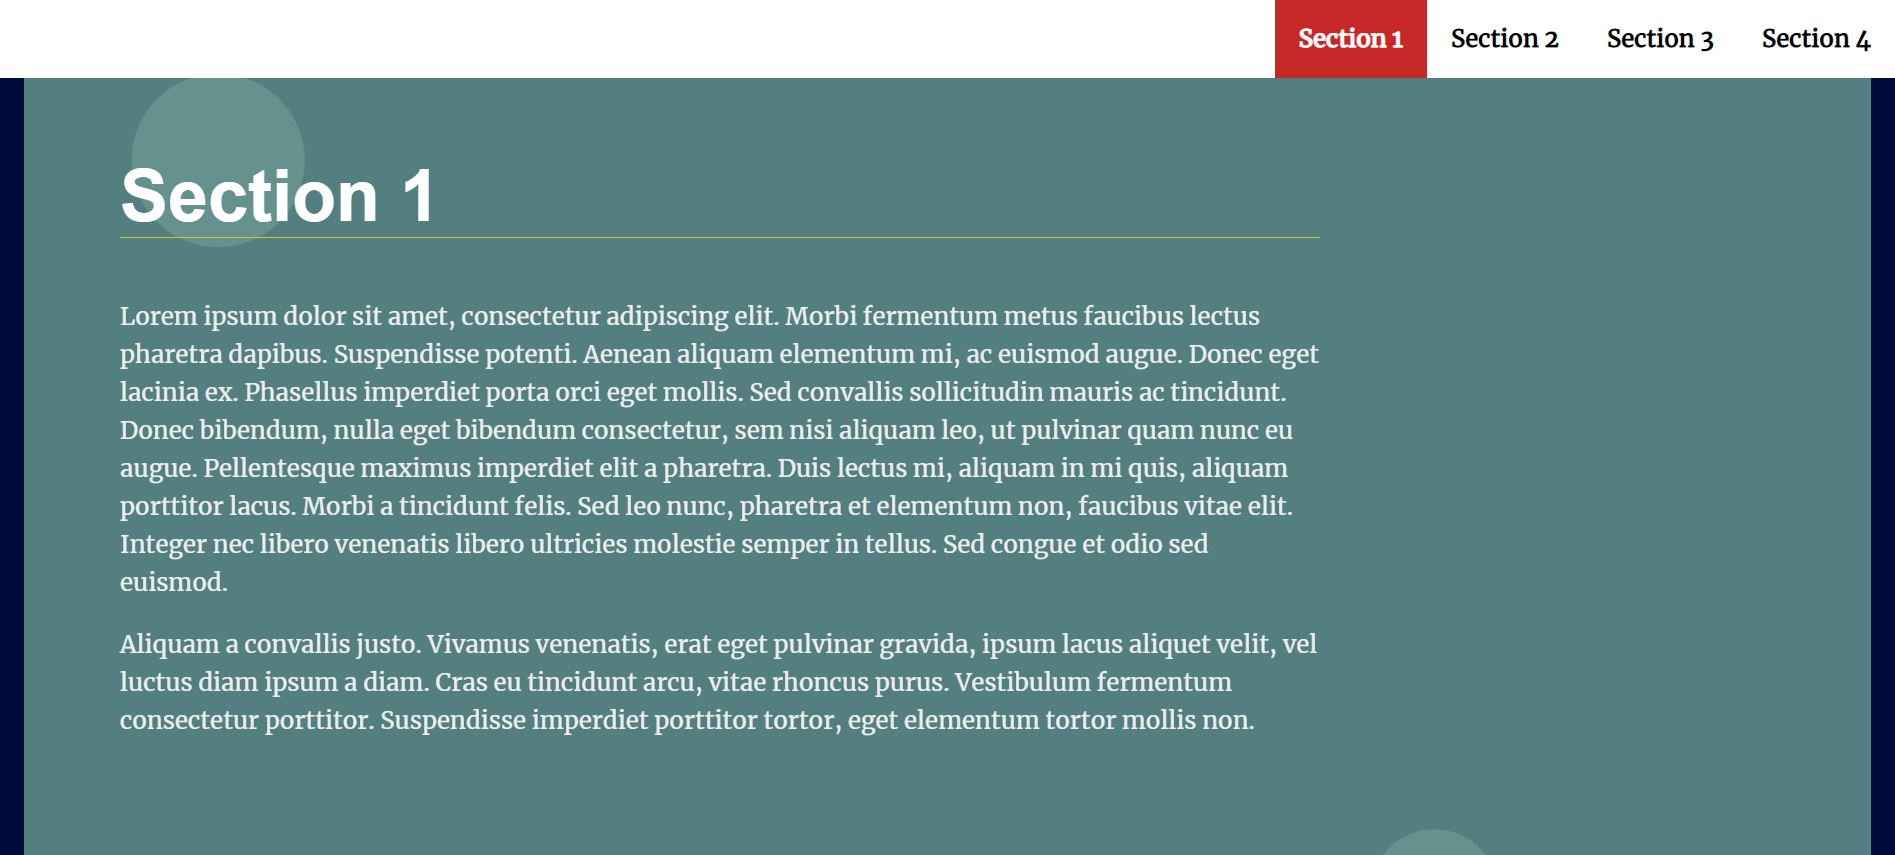 Section 1 Section 2 Section 3 Section 4
Section 1
Lorem ipsum dolor sit amet, consectetur adipiscing elit. Morbi fermentum metus faucibus lectus
pharetra dapibus. Suspendisse potenti. Aenean aliquam elementum mi, ac euismod augue. Donec eget
lacinia ex. Phasellus imperdiet porta orci eget mollis. Sed convallis sollicitudin mauris ac tincidunt.
Donec bibendum, nulla eget bibendum consectetur, sem nisi aliquam leo, ut pulvinar quam nunc eu
augue. Pellentesque maximus imperdiet elit a pharetra. Duis lectus mi, aliquam in mi quis, aliquam
porttitor lacus. Morbi a tincidunt felis. Sed leo nunc, pharetra et elementum non, faucibus vitae elit.
Integer nec libero venenatis libero ultricies molestie semper in tellus. Sed congue et odio sed
euismod.
Aliquam a convallis justo. Vivamus venenatis, erat eget pulvinar gravida, ipsum lacus aliquet velit, vel
luctus diam ipsum a diam. Cras eu tincidunt arcu, vitae rhoncus purus. Vestibulum fermentum
consectetur porttitor. Suspendisse imperdiet porttitor tortor, eget elementum tortor mollis non.